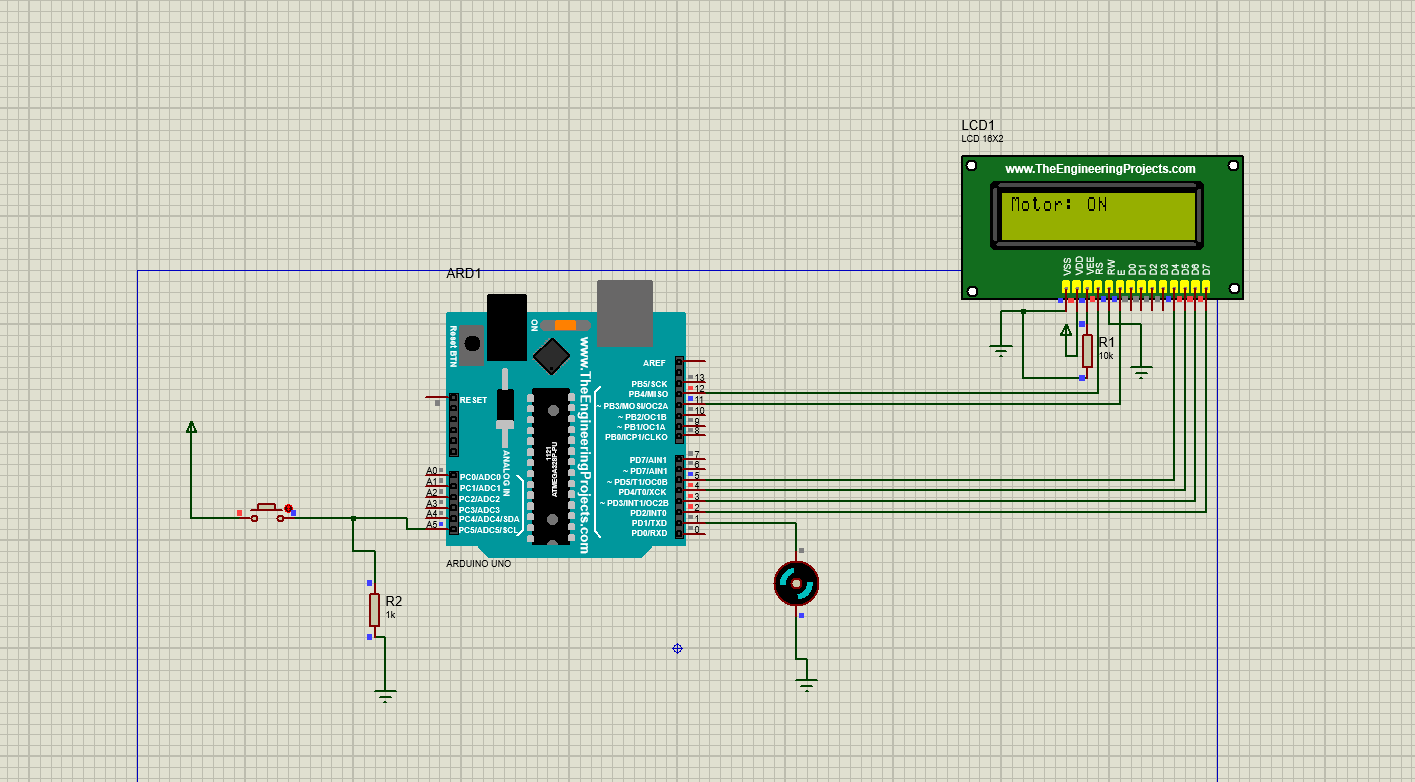 LCD1
LCD 16X2
www.TheEngineeringProjects.com
Motor: ON
VSS
VDD
VEE
RS
RW
E
D0
D1
D2
D3
D4
D5
D6
D7
R1
10k
ARD1
Reset BTN
ON
www.TheEngineeringProjects.com
RESET
ANALOG IN
1121
ATMEGA328P-PU
AREF
PB5/SCK 13
PB4/MISO 12
~ PB3/MOSI/OC2A 11
~ PB2/OC1B 10
~ PB1/OC1A 9
PB0/ICP1/CLKO 8
PD7/AIN1 7
~ PD7/AIN1 6
~ PD5/T1/OC0B 5
PD4/T0/XCK 4
~ PD3/INT1/OC2B 3
PD2/INT0 2
PD1/TXD 1
PD0/RXD 0
A0 PC0/ADC0
A1 PC1/ADC1
A2 PC2/ADC2
A3 PC3/ADC3
A4 PC4/ADC4/SDA
A5 PC5/ADC5/SCL
ARDUINO UNO
R2
1k